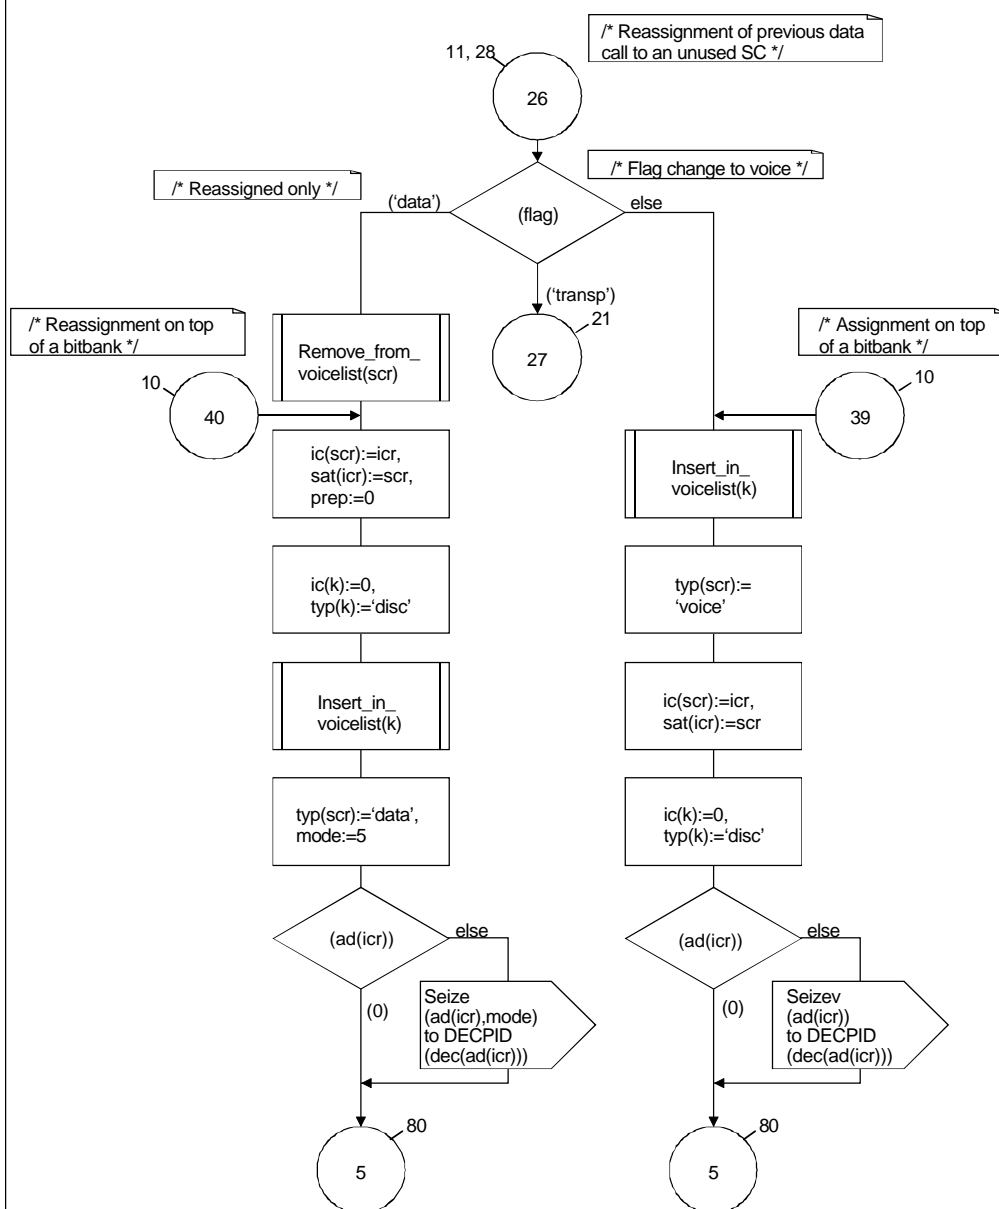 /* Reassignment of previous data
call to an unused SC */
11, 28
26
/* Flag change to voice */
/* Reassigned only */
('data')
(flag)
else
('transp')
21
27
/* Reassignment on top
of a bitbank */
/* Assignment on top
of a bitbank */
Remove_from_
voicelist(scr)
10
40
10
39
ic(scr):=icr,
sat(icr):=scr,
prep:=0
Insert_in_
voicelist(k)
ic(k):=0,
typ(k):=‘disc’
typ(scr):=
‘voice’
Insert_in_
voicelist(k)
ic(scr):=icr,
sat(icr):=scr
typ(scr):=‘data’,
mode:=5
ic(k):=0,
typ(k):=‘disc’
(ad(icr))
else
(ad(icr))
else
(0)
Seize
(ad(icr),mode)
to DECPID
(dec(ad(icr)))
(0)
Seizev
(ad(icr))
to DECPID
(dec(ad(icr)))
80
5
80
5